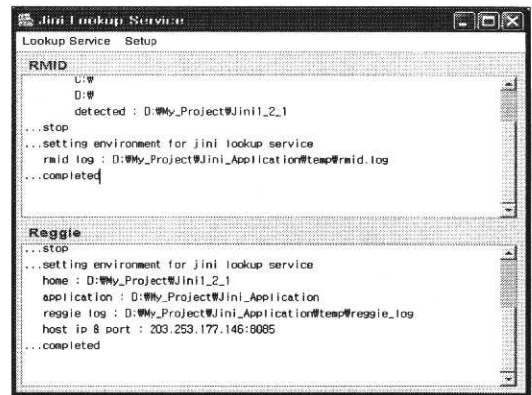 Jini Lookup Service
Lookup Service Setup
RMID
C:₩
D:₩
detected : D:₩My_Project₩Jini1_2_1
...stop
...setting environment for jini lookup service
rmid log : D:₩My_Project₩Jini_Application₩temp₩rmid.log
...completed
Reggie
...stop
...setting environment for jini lookup service
home : D:₩My_Project₩Jini1_2_1
application : D:₩My_Project₩Jini_Application
reggie log : D:₩My_Project₩Jini_Application₩temp₩reggie_log
host ip & port : 203.253.177.146:8085
...completed